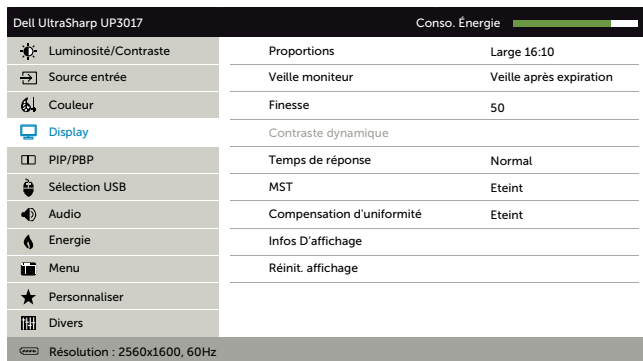 Dell UltraSharp UP3017 Conso. Énergie
Luminosité/Contraste Proportions Large 16:10
Source entrée Veille moniteur Veille après expiration
Couleur Finesse 50
Display Contraste dynamique
PIP/PBP Temps de réponse Normal
Sélection USB MST Eteint
Audio Compensation d'uniformité Eteint
Energie Infos D'affichage
Menu Réinit. affichage
Personnaliser
Divers
Résolution : 2560x1600, 60Hz